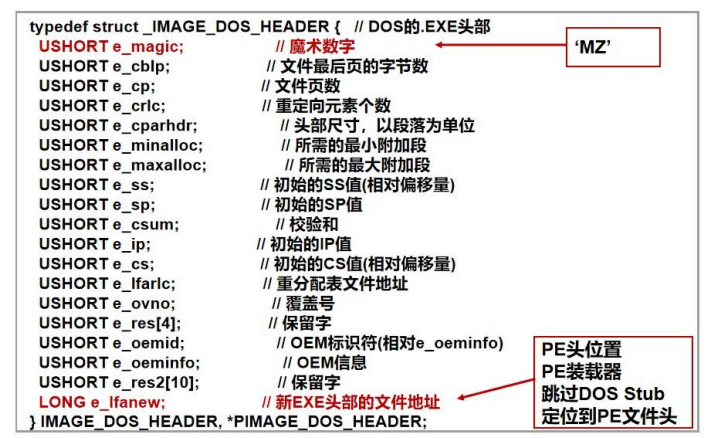 typedef struct _IMAGE_DOS_HEADER { // DOS的.EXE头部
USHORT e_magic; // 魔术数字
‘MZ’
USHORT e_cblp; // 文件最后页的字节数
USHORT e_cp; // 文件页数
USHORT e_crlc; // 重定向元素个数
USHORT e_cparhdr; // 头部尺寸，以段落为单位
USHORT e_minalloc; // 所需的最小附加段
USHORT e_maxalloc; // 所需的最大附加段
USHORT e_ss; // 初始的SS值(相对偏移量)
USHORT e_sp; // 初始的SP值
USHORT e_csum; // 校验和
USHORT e_ip; // 初始的IP值
USHORT e_cs; // 初始的CS值(相对偏移量)
USHORT e_lfarlc; // 重分配表文件地址
USHORT e_ovno; // 覆盖号
USHORT e_res[4]; // 保留字
USHORT e_oemid; // OEM标识符(相对e_oeminfo)
USHORT e_oeminfo; // OEM信息
USHORT e_res2[10]; // 保留字
LONG e_lfanew; // 新EXE头部的文件地址
} IMAGE_DOS_HEADER, *PIMAGE_DOS_HEADER;
PE头位置
PE装载器
跳过DOS Stub
定位到PE文件头